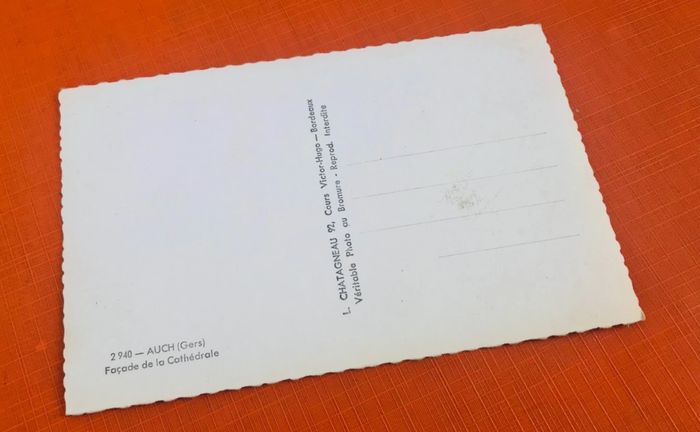 2 940 — AUCH (Gers)
Façade de la Cathédrale
L. CHATAGNEAU 92, Cours Victor-Hugo — Bordeaux
Véritable Photo au Bromure - Reprod. Interdite